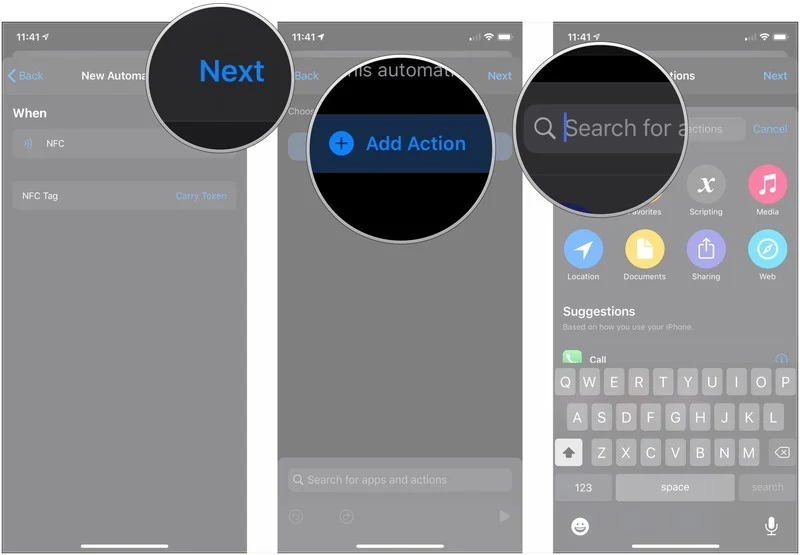 11:41
Back
New Automa
Next
When
NFC
NFC Tag
Carry Token
11:41
Back
his automati
Next
Choos
Add Action
Search for apps and actions
11:41
tions
Next
Search for a
actions
Cancel
Favorites
Scripting
Media
Location
Documents
Sharing
Web
Suggestions
Based on how you use your iPhone.
Call
Q W E R T Y U I O P
A S D F G H J K L
Z X C V B N M
123
space
search